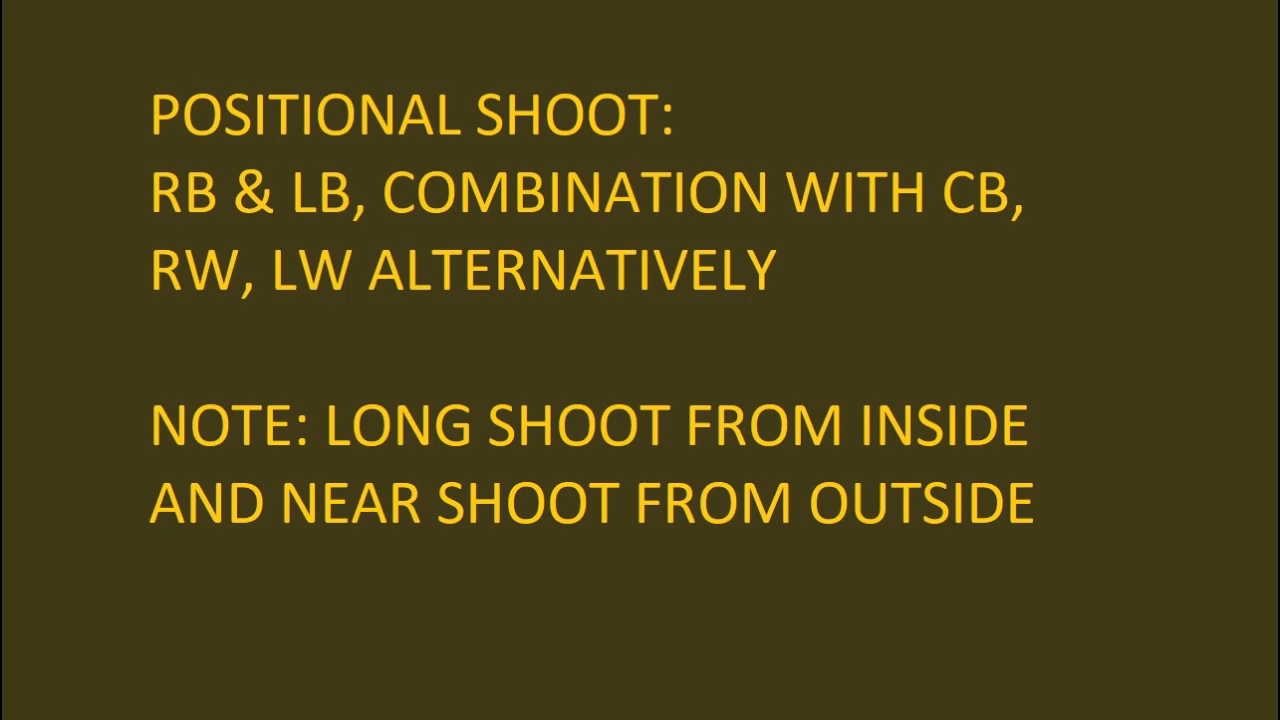 POSITIONAL SHOOT:
RB & LB, COMBINATION WITH CB,
RW, LW ALTERNATIVELY
NOTE: LONG SHOOT FROM INSIDE
AND NEAR SHOOT FROM OUTSIDE